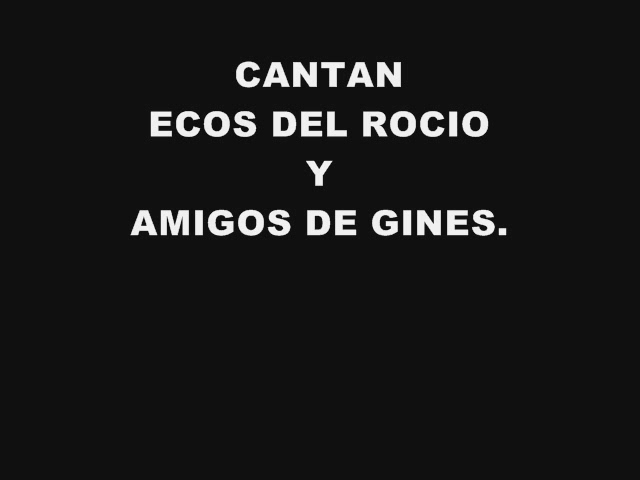 CANTAN
ECOS DEL ROCIO
Y
AMIGOS DE GINES.